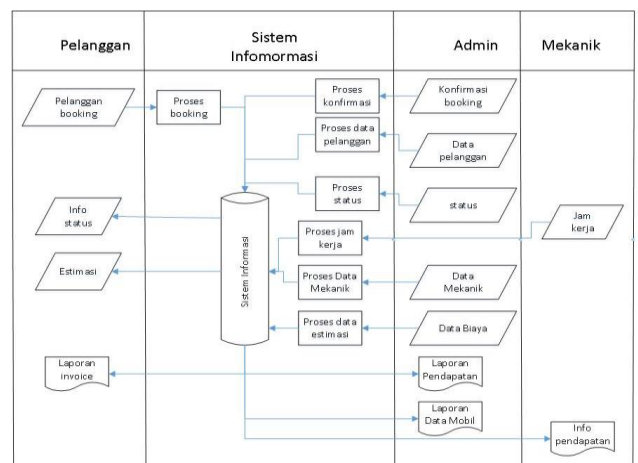 Pelanggan
Sistem
Infomormasi
Admin
Mekanik
Pelanggan
booking
Proses
booking
Proses
konfirmasi
Konfirmasi
booking
Proses data
pelanggan
Data
pelanggan
Proses
status
status
Info
status
Jam
kerja
Proses jam
kerja
Sistem Informasi
Estimasi
Proses Data
Mekanik
Data
Mekanik
Proses data
estimasi
Data Biaya
Laporan
invoice
Laporan
Pendapatan
Laporan
Data Mobil
Info
pendapatan